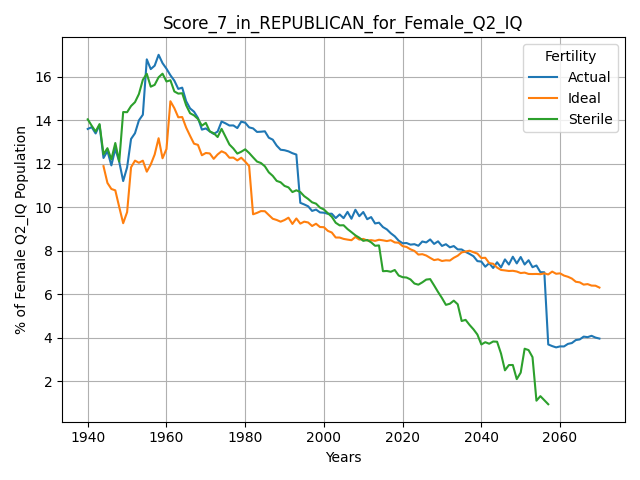 Score_7_in_REPUBLICAN_for_Female_Q2_IQ
Fertility
Actual
Ideal
Sterile
% of Female Q2_IQ Population
16
14
12
10
8
6
4
2
1940
1960
1980
2000
2020
2040
2060
Years